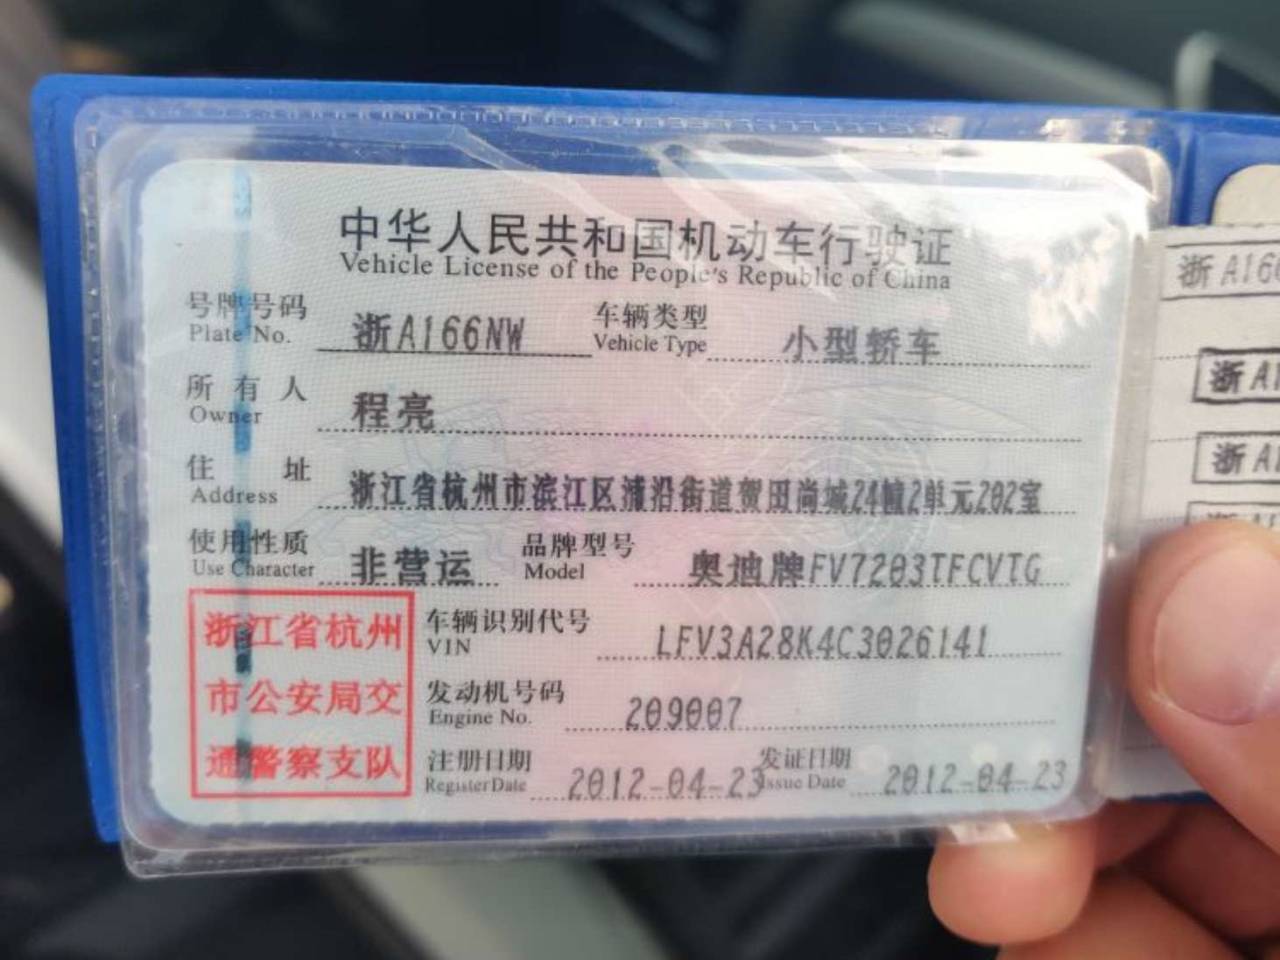 中华人民共和国机动车行驶证
Vehicle License of the People's Republic of China
号牌号码 浙A166NW 车辆类型 小型轿车
Plate No. Vehicle Type
所有人 程亮
Owner
住址 浙江省杭州市滨江区浦沿街道贺田尚城24幢2单元202室
Address
使用性质 非营运 品牌型号 奥迪牌FV7203TFCVTG
Use Character Model
浙江省杭州
市公安局交
通警察支队
车辆识别代号 LFV3A28K4C3026141
VIN
发动机号码 209007
Engine No.
注册日期 2012-04-23 发证日期 2012-04-23
Register Date Issue Date
浙A166
浙A1
浙A1